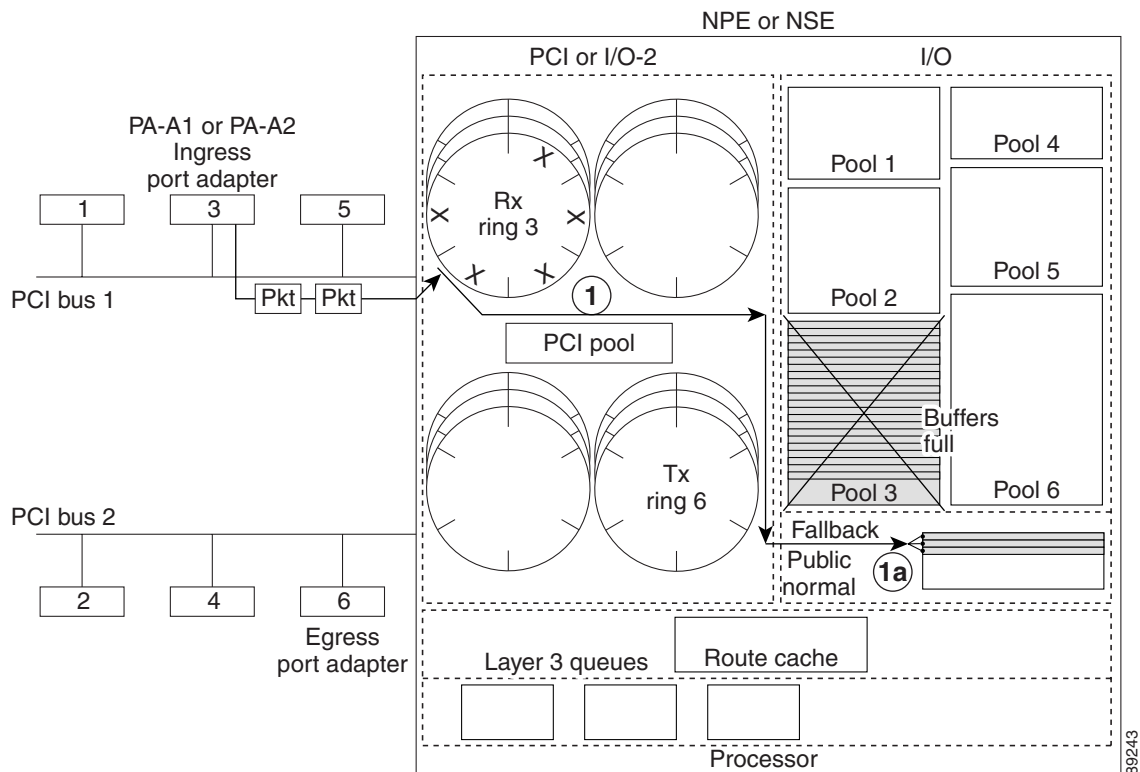 NPE or NSE
PCI or I/O-2
I/O
PA-A1 or PA-A2
Ingress
port adapter
1
3
5
PCI bus 1
Pkt
Pkt
X
X
X
X
X
Rx
ring 3
1
PCI pool
Pool 1
Pool 4
Pool 2
Pool 5
Buffers
full
Pool 3
Pool 6
Tx
ring 6
PCI bus 2
2
4
6
Egress
port adapter
Fallback
Public
normal
1a
Layer 3 queues
Route cache
Processor
89243